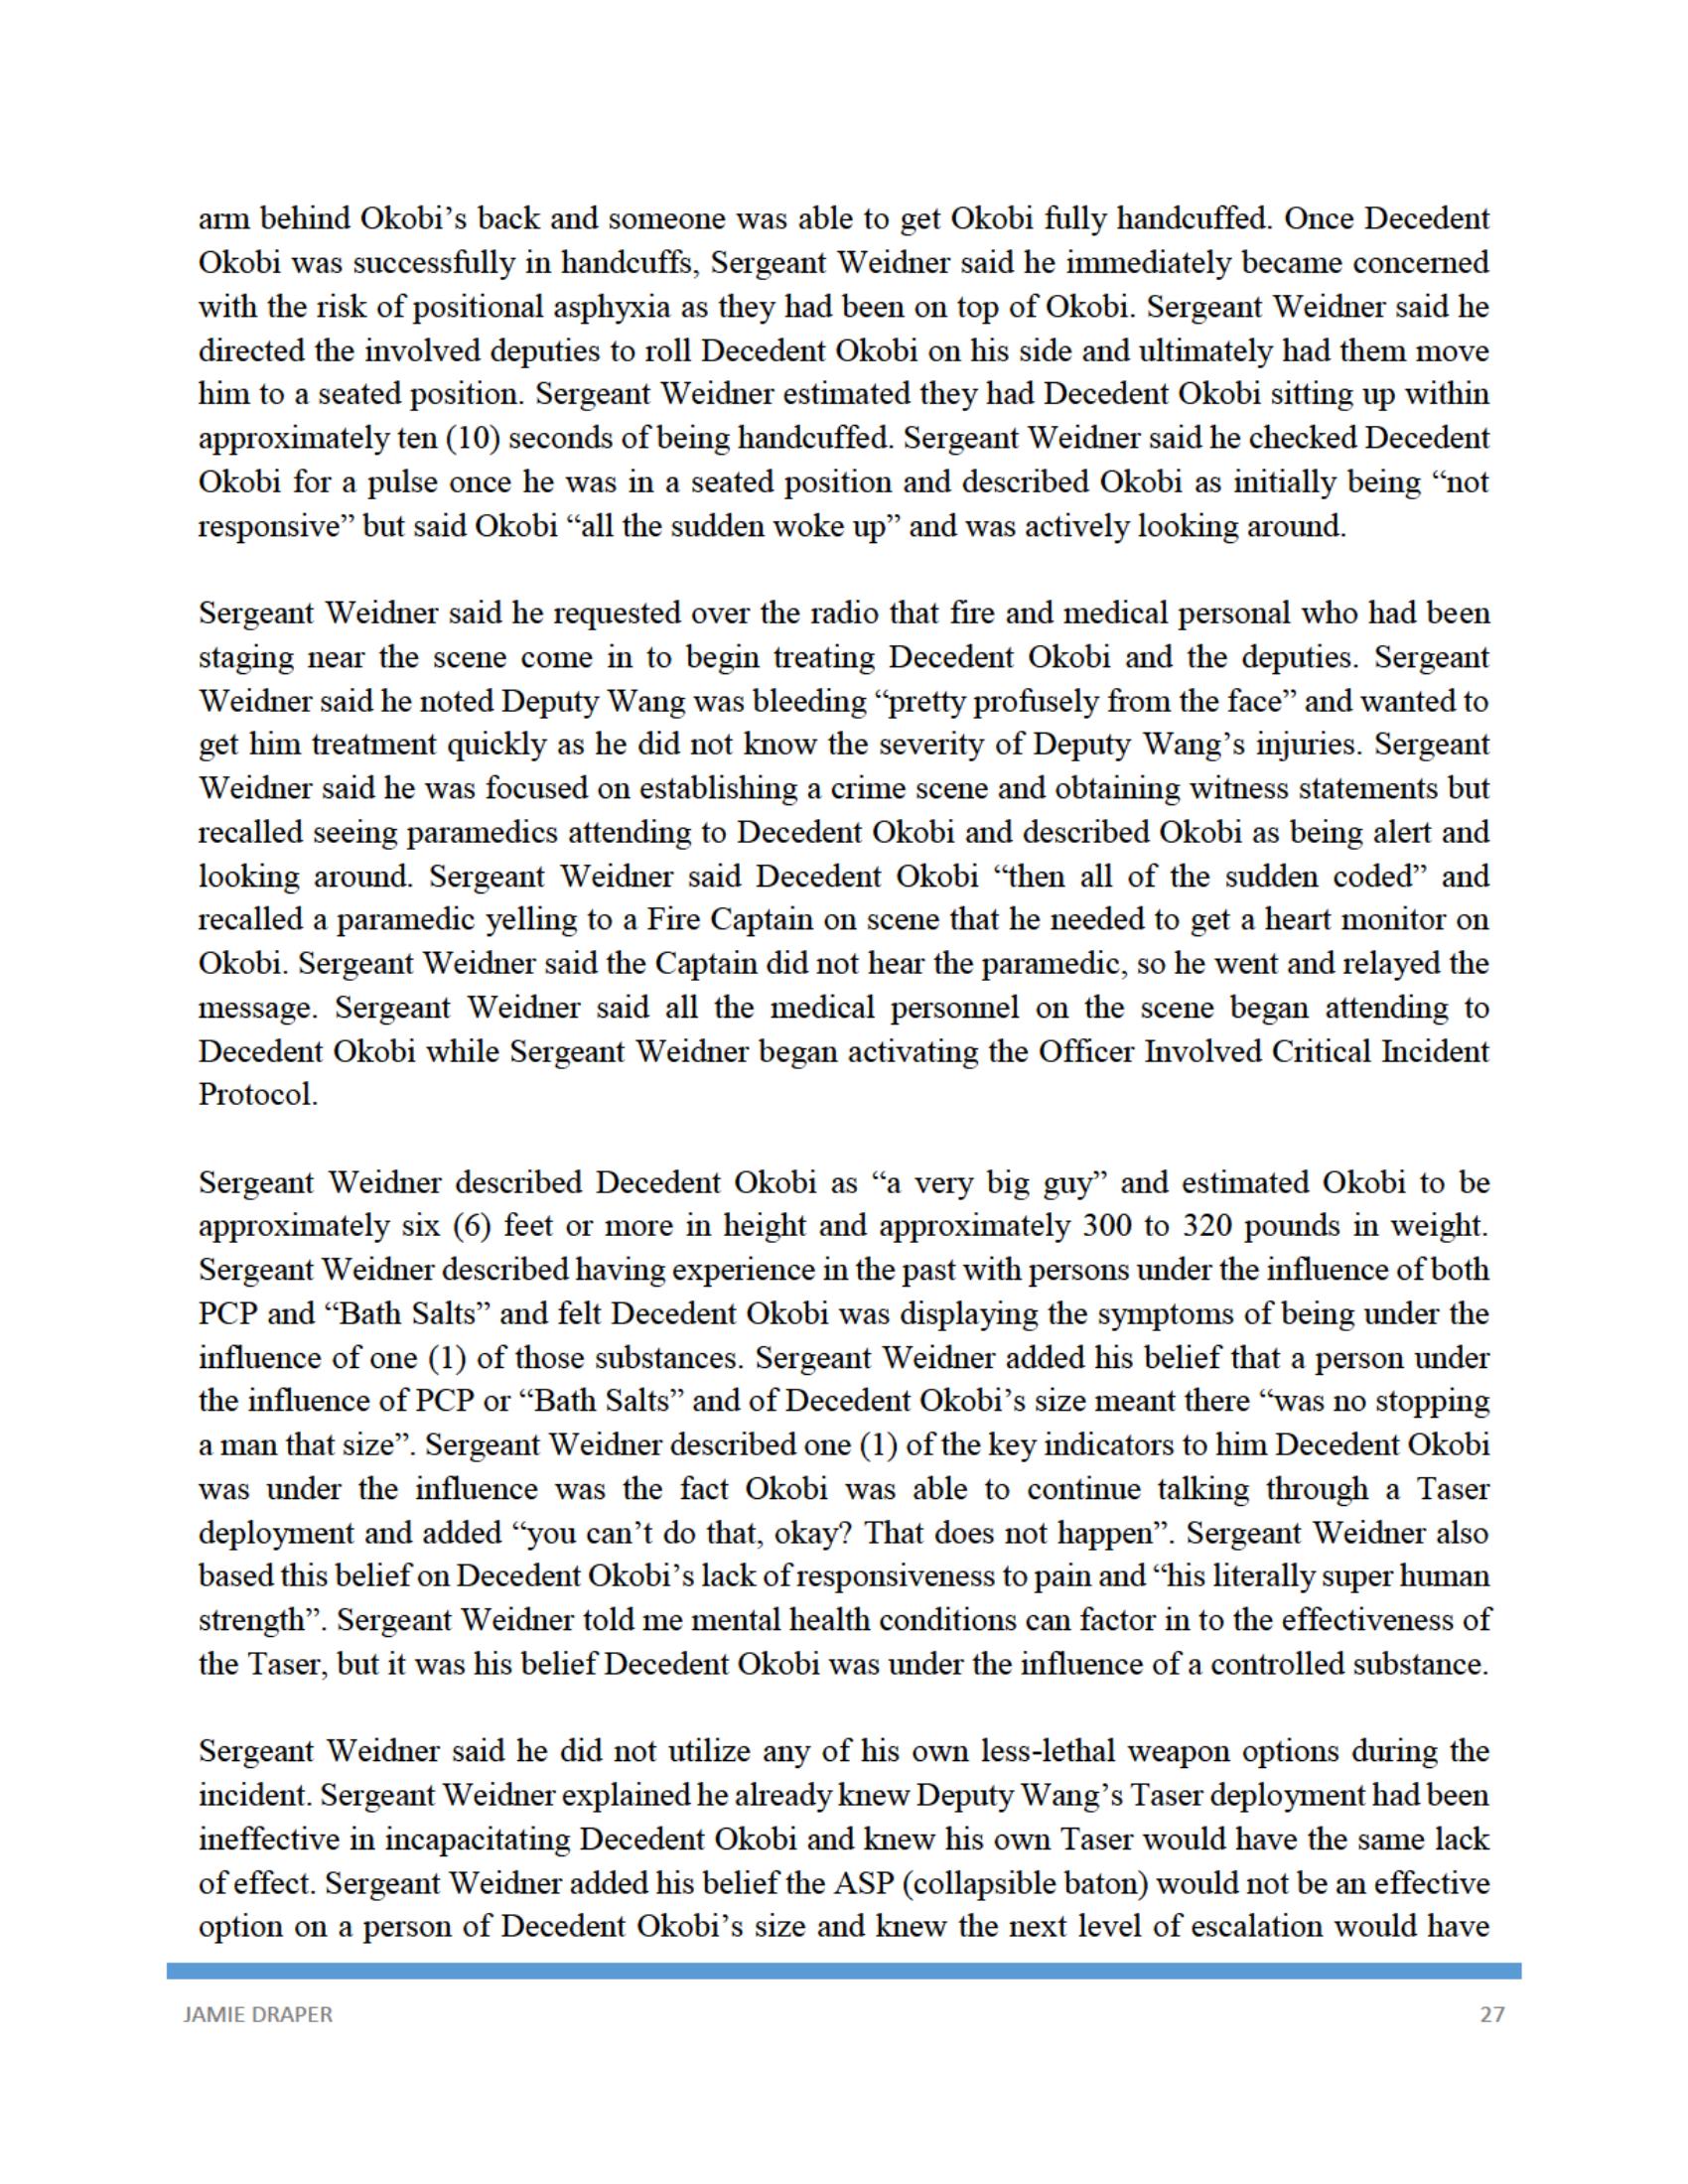 arm behind Okobi’s back and someone was able to get Okobi fully handcuffed. Once Decedent
Okobi was successfully in handcuffs, Sergeant Weidner said he immediately became concerned
with the risk of positional asphyxia as they had been on top of Okobi. Sergeant Weidner said he
directed the involved deputies to roll Decedent Okobi on his side and ultimately had them move
him to a seated position. Sergeant Weidner estimated they had Decedent Okobi sitting up within
approximately ten (10) seconds of being handcuffed. Sergeant Weidner said he checked Decedent
Okobi for a pulse once he was in a seated position and described Okobi as initially being “not
responsive” but said Okobi “all the sudden woke up” and was actively looking around.
Sergeant Weidner said he requested over the radio that fire and medical personal who had been
staging near the scene come in to begin treating Decedent Okobi and the deputies. Sergeant
Weidner said he noted Deputy Wang was bleeding “pretty profusely from the face” and wanted to
get him treatment quickly as he did not know the severity of Deputy Wang’s injuries. Sergeant
Weidner said he was focused on establishing a crime scene and obtaining witness statements but
recalled seeing paramedics attending to Decedent Okobi and described Okobi as being alert and
looking around. Sergeant Weidner said Decedent Okobi “then all of the sudden coded” and
recalled a paramedic yelling to a Fire Captain on scene that he needed to get a heart monitor on
Okobi. Sergeant Weidner said the Captain did not hear the paramedic, so he went and relayed the
message. Sergeant Weidner said all the medical personnel on the scene began attending to
Decedent Okobi while Sergeant Weidner began activating the Officer Involved Critical Incident
Protocol.
Sergeant Weidner described Decedent Okobi as “a very big guy” and estimated Okobi to be
approximately six (6) feet or more in height and approximately 300 to 320 pounds in weight.
Sergeant Weidner described having experience in the past with persons under the influence of both
PCP and “Bath Salts” and felt Decedent Okobi was displaying the symptoms of being under the
influence of one (1) of those substances. Sergeant Weidner added his belief that a person under
the influence of PCP or “Bath Salts” and of Decedent Okobi’s size meant there “was no stopping
a man that size”. Sergeant Weidner described one (1) of the key indicators to him Decedent Okobi
was under the influence was the fact Okobi was able to continue talking through a Taser
deployment and added “you can’t do that, okay? That does not happen”. Sergeant Weidner also
based this belief on Decedent Okobi’s lack of responsiveness to pain and “his literally super human
strength”. Sergeant Weidner told me mental health conditions can factor in to the effectiveness of
the Taser, but it was his belief Decedent Okobi was under the influence of a controlled substance.
Sergeant Weidner said he did not utilize any of his own less-lethal weapon options during the
incident. Sergeant Weidner explained he already knew Deputy Wang’s Taser deployment had been
ineffective in incapacitating Decedent Okobi and knew his own Taser would have the same lack
of effect. Sergeant Weidner added his belief the ASP (collapsible baton) would not be an effective
option on a person of Decedent Okobi’s size and knew the next level of escalation would have
JAMIE DRAPER 27